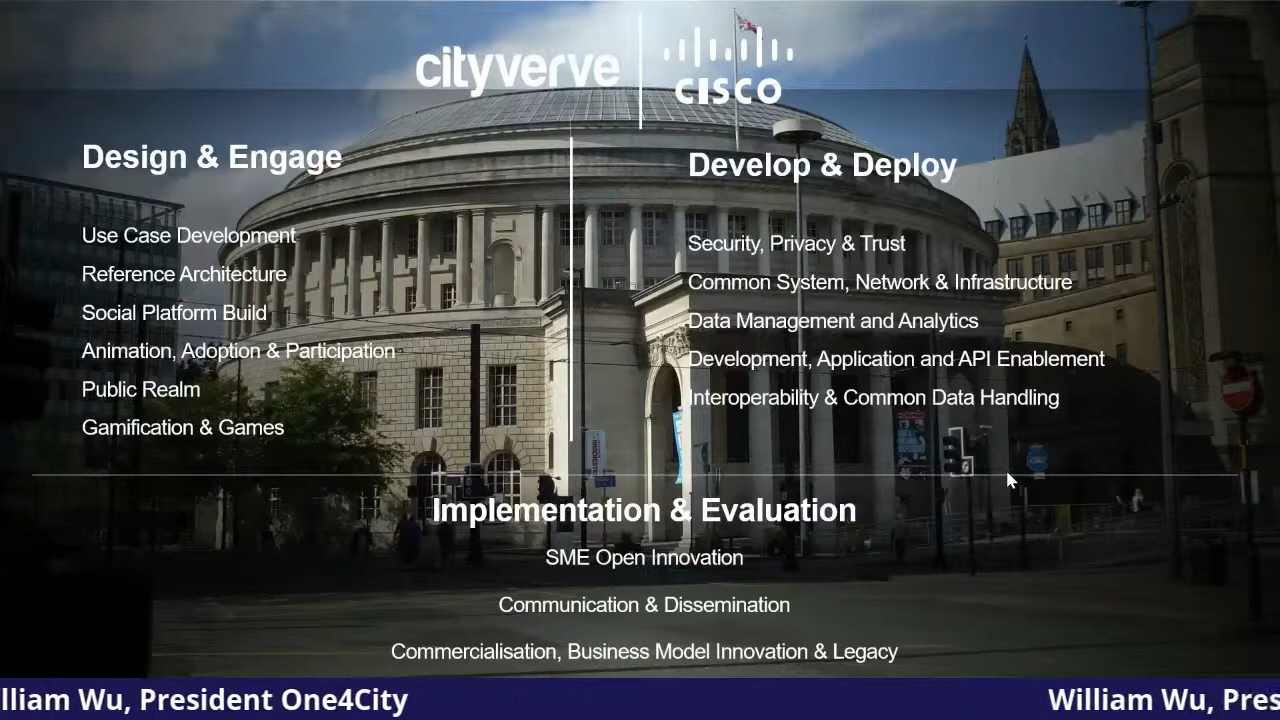 cityverve
CISCO
Design & Engage
Use Case Development
Reference Architecture
Social Platform Build
Animation, Adoption & Participation
Public Realm
Gamification & Games
Develop & Deploy
Security, Privacy & Trust
Common System, Network & Infrastructure
Data Management and Analytics
Development, Application and API Enablement
Interoperability & Common Data Handling
Implementation & Evaluation
SME Open Innovation
Communication & Dissemination
Commercialisation, Business Model Innovation & Legacy
lliam Wu, President One4City
William Wu, Pres